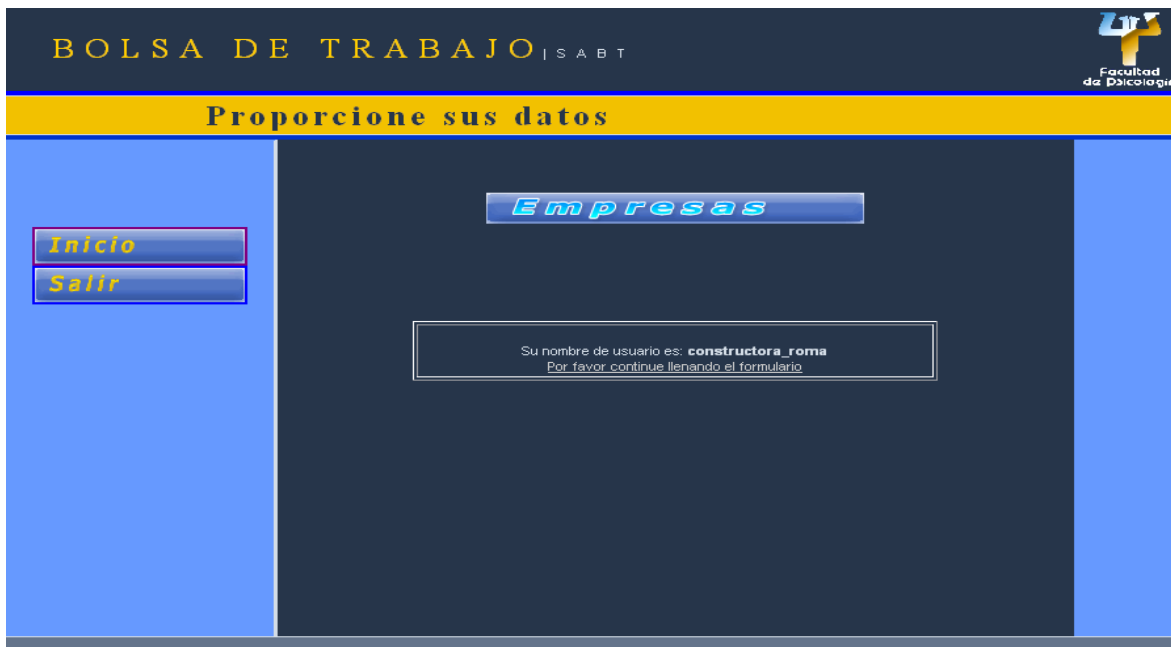 BOLSA DE TRABAJO|SABT
Facultad
de Psicología
Proporcione sus datos
Empresas
Inicio
Salir
Su nombre de usuario es: constructora_roma
Por favor continue llenando el formulario